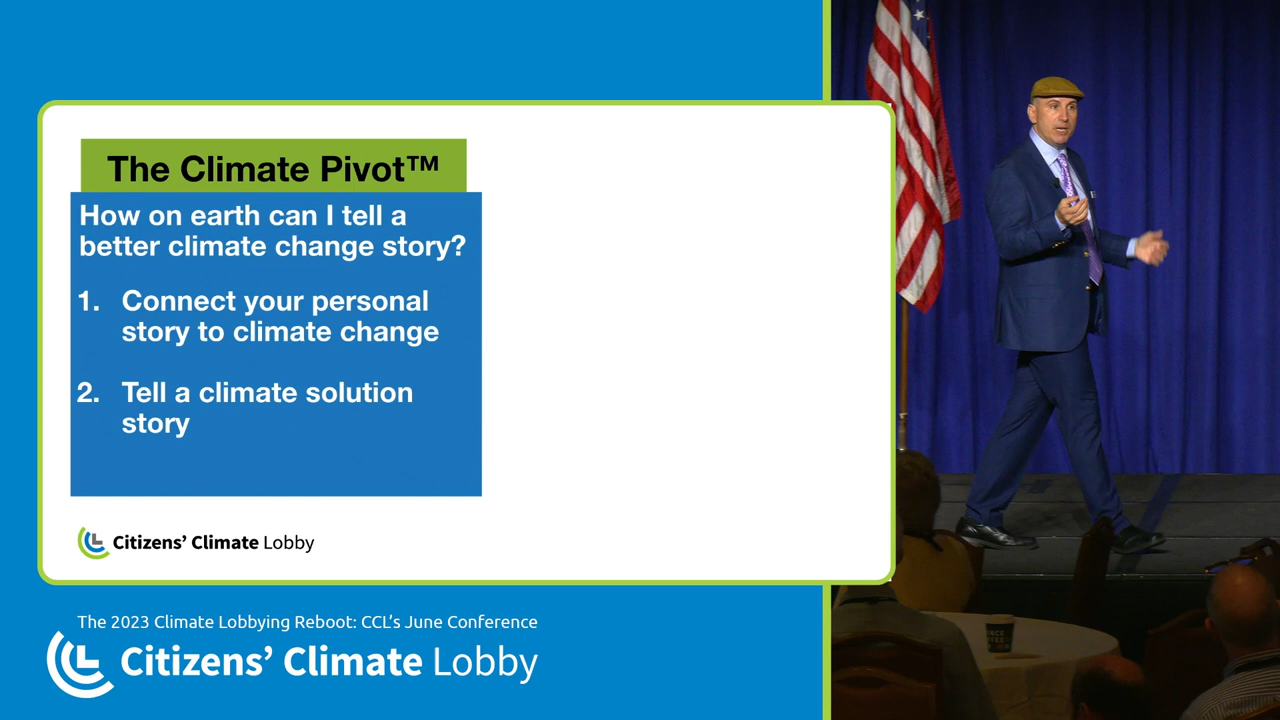 The Climate Pivot™
How on earth can I tell a
better climate change story?
1. Connect your personal
story to climate change
2. Tell a climate solution
story
Citizens' Climate Lobby
The 2023 Climate Lobbying Reboot: CCL's June Conference
Citizens' Climate Lobby